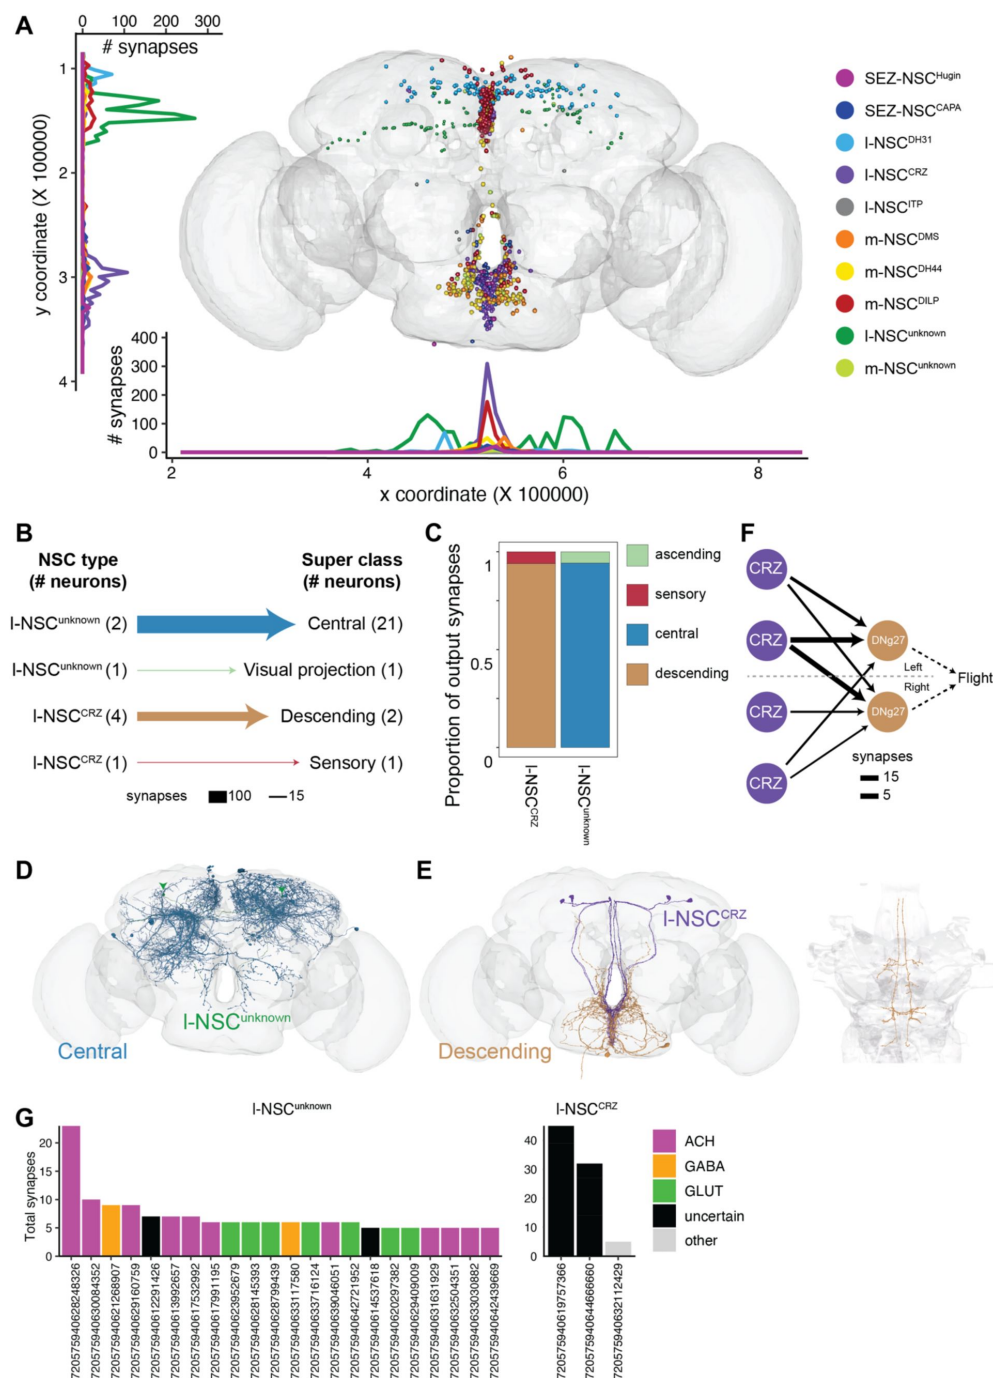 A
0 100 200 300
# synapses
1
2
3
4
y coordinate (X 100000)
SEZ-NSC^Hugin
SEZ-NSC^CAPA
l-NSC^DH31
l-NSC^CRZ
l-NSC^ITP
m-NSC^DMS
m-NSC^DH44
m-NSC^DILP
l-NSC^unknown
m-NSC^unknown
400
300
200
100
0
# synapses
2 4 6 8
x coordinate (X 100000)
B
NSC type
(# neurons)
Super class
(# neurons)
l-NSC^unknown (2) Central (21)
l-NSC^unknown (1) Visual projection (1)
l-NSC^CRZ (4) Descending (2)
l-NSC^CRZ (1) Sensory (1)
synapses 100 15
C
Proportion of output synapses
1
0.5
0
l-NSC^CRZ
l-NSC^unknown
ascending
sensory
central
descending
F
CRZ
CRZ
CRZ
CRZ
DNg27
DNg27
Left
Right
Flight
synapses
15
5
D
l-NSC^unknown
Central
E
l-NSC^CRZ
Descending
G
l-NSC^unknown
Total synapses
20
15
10
5
0
720575940628248326
720575940630084352
720575940621268907
720575940629160759
720575940612291426
720575940613992657
720575940617532992
720575940617991195
720575940623952679
720575940628145393
720575940628799439
720575940633117580
720575940633716124
720575940639046051
720575940642721952
720575940614537618
720575940620297382
720575940629409009
720575940631631929
720575940632504351
720575940633030882
720575940642439669
l-NSC^CRZ
40
30
20
10
0
720575940619757366
720575940644666660
720575940632112429
ACH
GABA
GLUT
uncertain
other